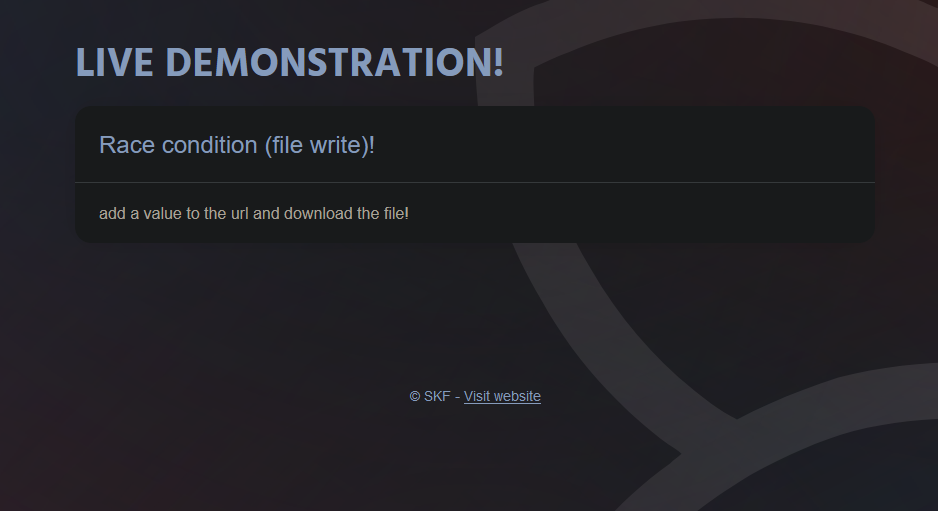 LIVE DEMONSTRATION!
Race condition (file write)!
add a value to the url and download the file!
© SKF - Visit website